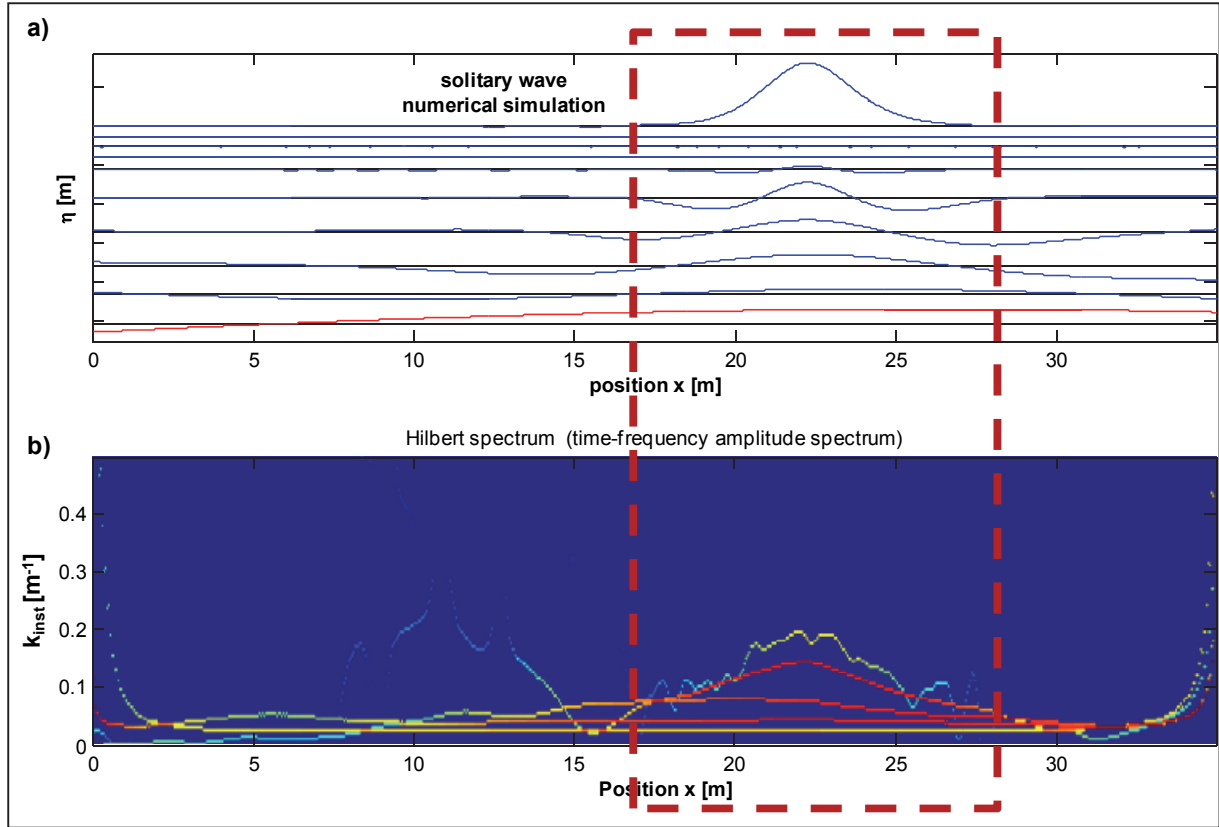 a)
solitary wave
numerical simulation
η [m]
0 5 10 15 20 25 30
position x [m]
b)
Hilbert spectrum (time-frequency amplitude spectrum)
0.4
0.3
0.2
0.1
0
k_inst [m⁻¹]
0 5 10 15 20 25 30
Position x [m]